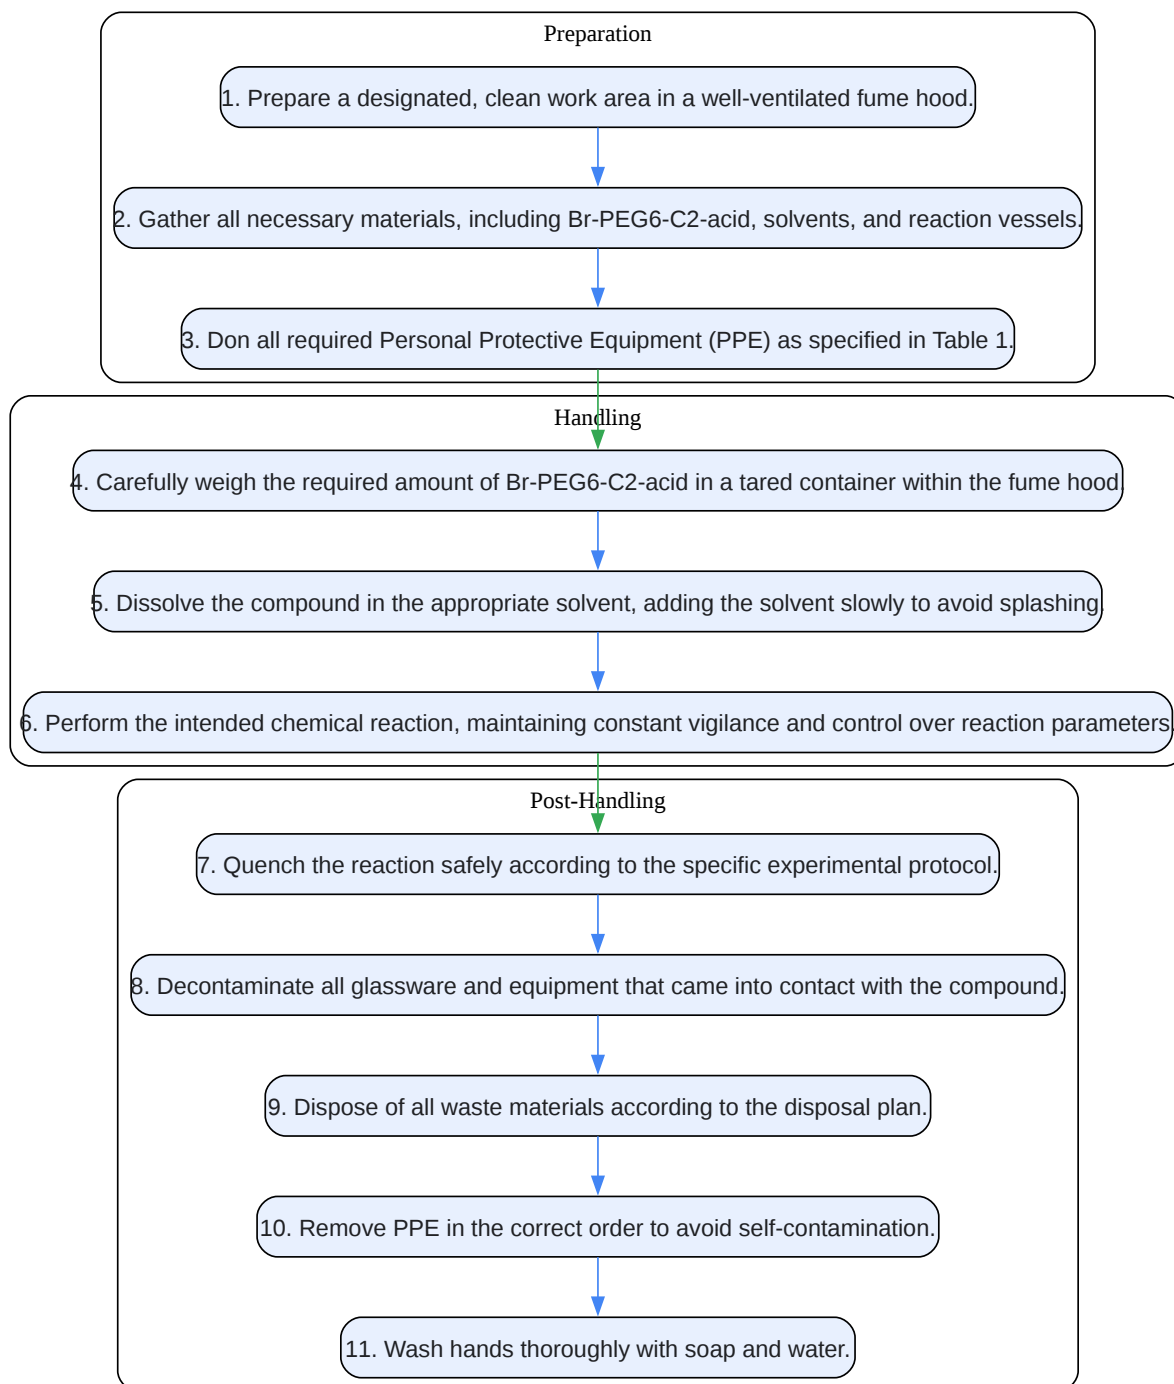 Preparation
1. Prepare a designated, clean work area in a well-ventilated fume hood.
2. Gather all necessary materials, including Br-PEG6-C2-acid, solvents, and reaction vessels.
3. Don all required Personal Protective Equipment (PPE) as specified in Table 1.
Handling
4. Carefully weigh the required amount of Br-PEG6-C2-acid in a tared container within the fume hood.
5. Dissolve the compound in the appropriate solvent, adding the solvent slowly to avoid splashing.
6. Perform the intended chemical reaction, maintaining constant vigilance and control over reaction parameters.
Post-Handling
7. Quench the reaction safely according to the specific experimental protocol.
8. Decontaminate all glassware and equipment that came into contact with the compound.
9. Dispose of all waste materials according to the disposal plan.
10. Remove PPE in the correct order to avoid self-contamination.
11. Wash hands thoroughly with soap and water.